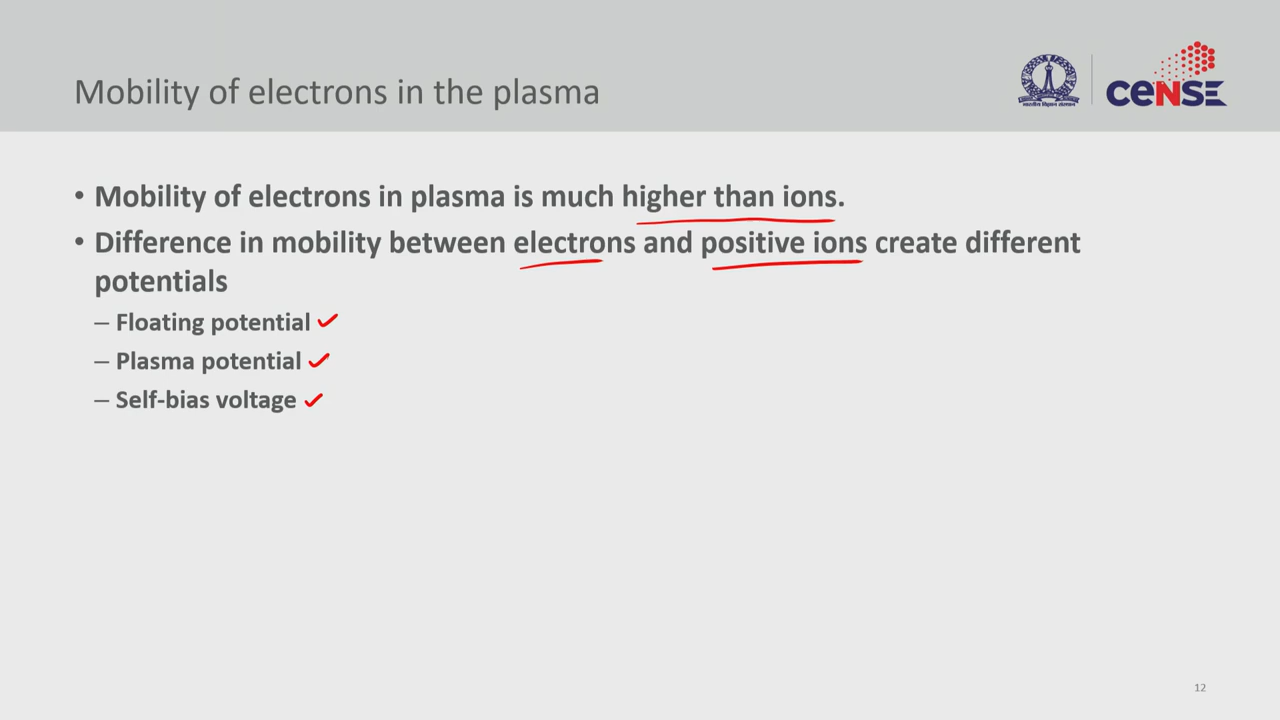 Mobility of electrons in the plasma
CeNSE
• Mobility of electrons in plasma is much higher than ions.
• Difference in mobility between electrons and positive ions create different
potentials
– Floating potential
– Plasma potential
– Self-bias voltage
12